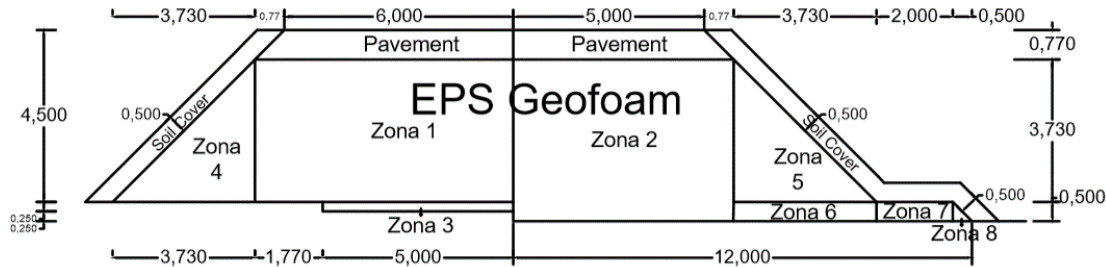 3,730 0,77 6,000 5,000 0,77 3,730 2,000 0,500
Pavement Pavement
0,770
EPS Geofoam
4,500
0,500 Soil Cover
Zona 1
Zona 2
0,500 Soil Cover
3,730
Zona
4
Zona
5
0,500
0,250
0,250
Zona 3
Zona 6
Zona 7
0,500
Zona 8
3,730 1,770 5,000 12,000